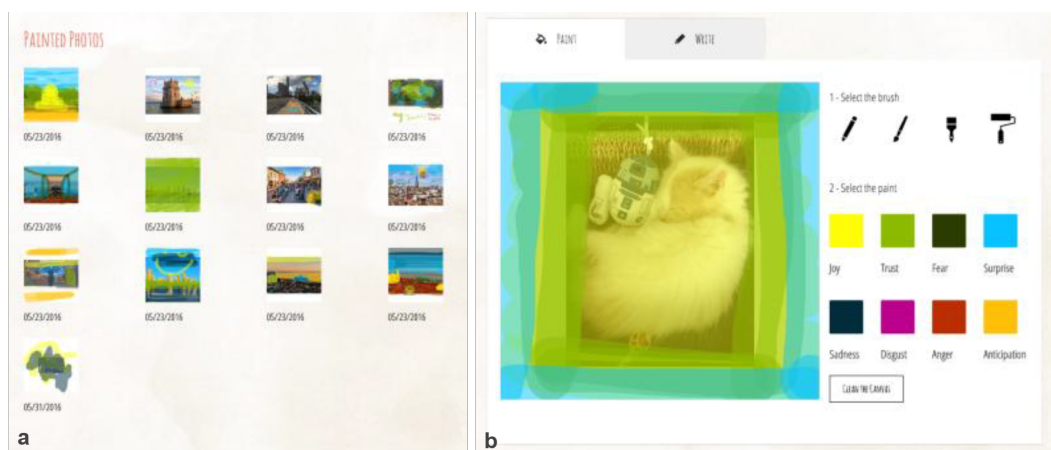 PAINTED PHOTOS
05/23/2016 05/23/2016 05/23/2016 05/23/2016
05/23/2016 05/23/2016 05/23/2016 05/23/2016
05/23/2016 05/23/2016 05/23/2016 05/23/2016
05/31/2016
a
PAINT WRITE
1 - Select the brush
2 - Select the paint
Joy Trust Fear Surprise
Sadness Disgust Anger Anticipation
CLEAN THE CANVAS
b